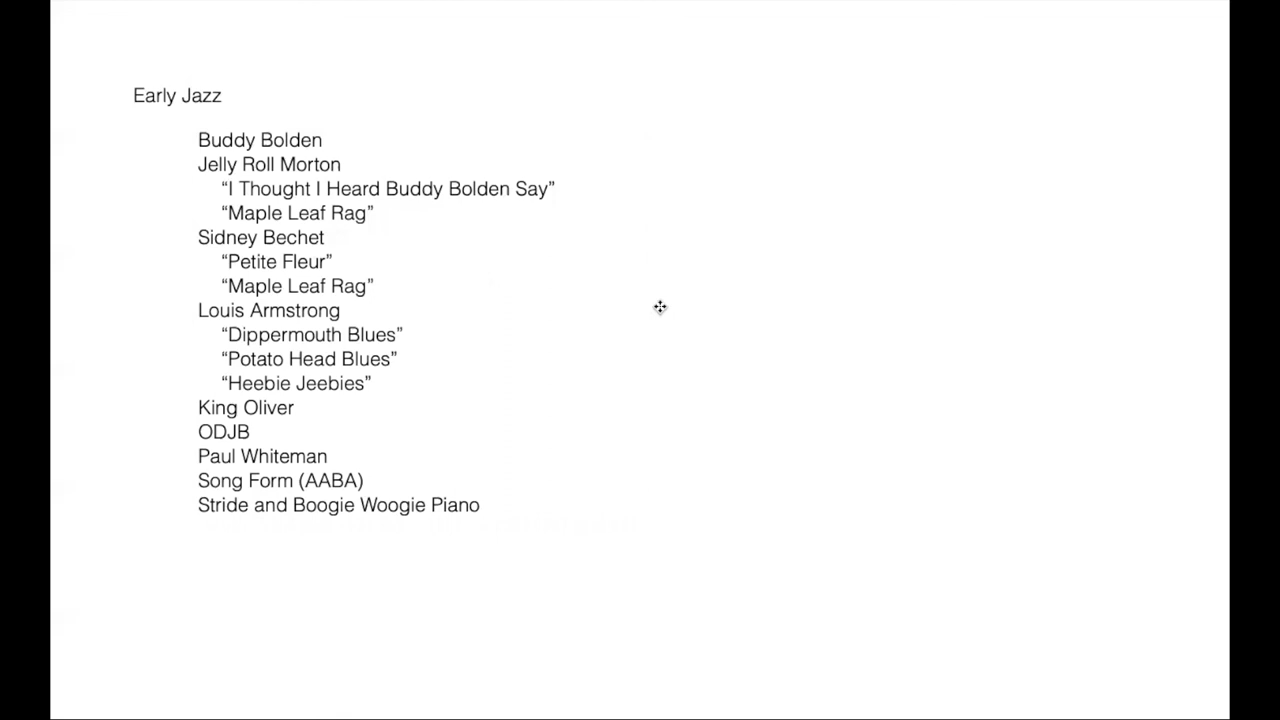 Early Jazz
Buddy Bolden
Jelly Roll Morton
“I Thought I Heard Buddy Bolden Say”
“Maple Leaf Rag”
Sidney Bechet
“Petite Fleur”
“Maple Leaf Rag”
Louis Armstrong
“Dippermouth Blues”
“Potato Head Blues”
“Heebie Jeebies”
King Oliver
ODJB
Paul Whiteman
Song Form (AABA)
Stride and Boogie Woogie Piano